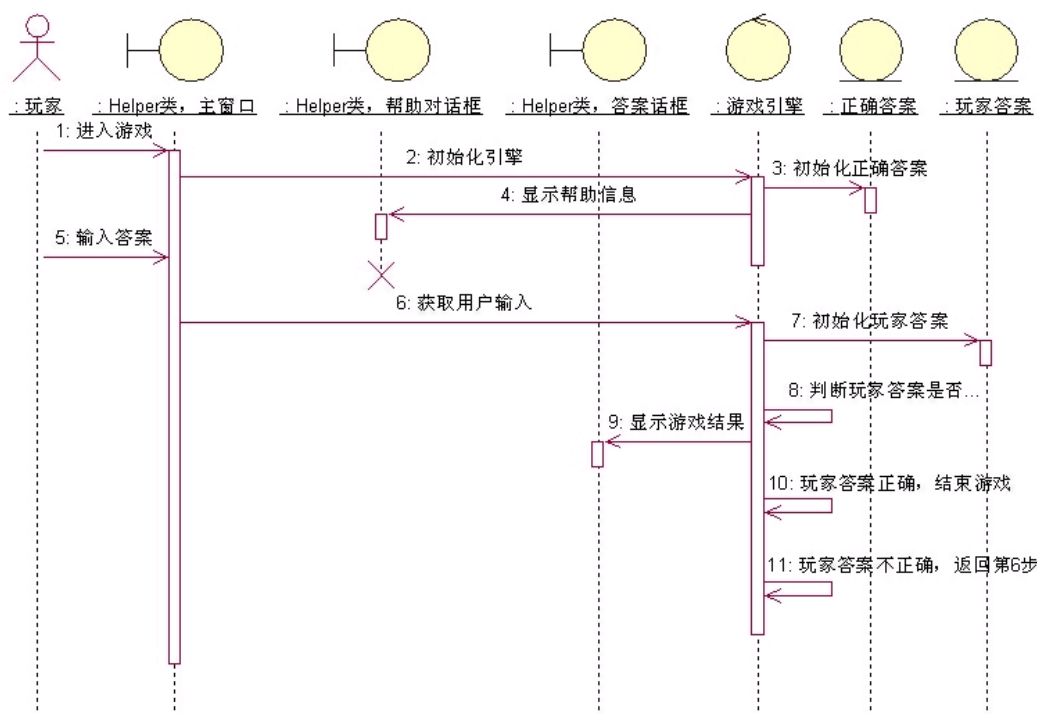 : 玩家
: Helper类，主窗口
: Helper类，帮助对话框
: Helper类，答案话框
: 游戏引擎
: 正确答案
: 玩家答案
1: 进入游戏
2: 初始化引擎
3: 初始化正确答案
4: 显示帮助信息
5: 输入答案
6: 获取用户输入
7: 初始化玩家答案
8: 判断玩家答案是否...
9: 显示游戏结果
10: 玩家答案正确，结束游戏
11: 玩家答案不正确，返回第6步